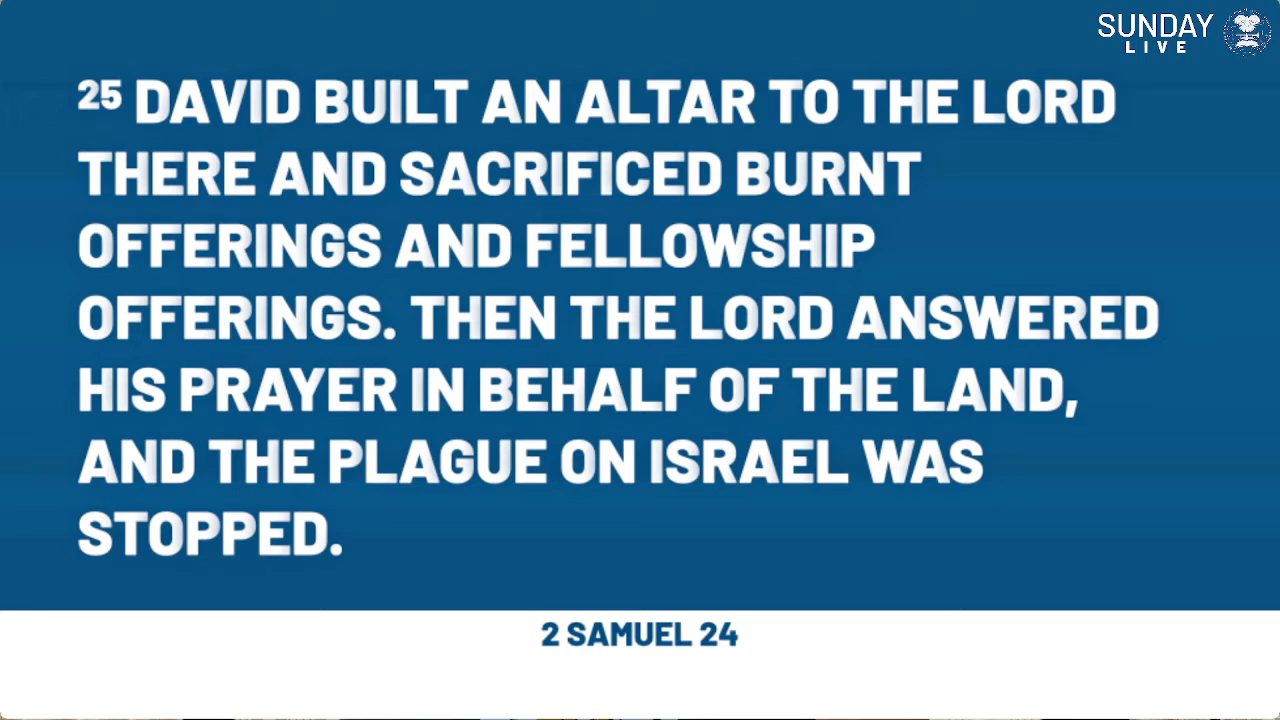 SUNDAY
LIVE
25 DAVID BUILT AN ALTAR TO THE LORD
THERE AND SACRIFICED BURNT
OFFERINGS AND FELLOWSHIP
OFFERINGS. THEN THE LORD ANSWERED
HIS PRAYER IN BEHALF OF THE LAND,
AND THE PLAGUE ON ISRAEL WAS
STOPPED.
2 SAMUEL 24